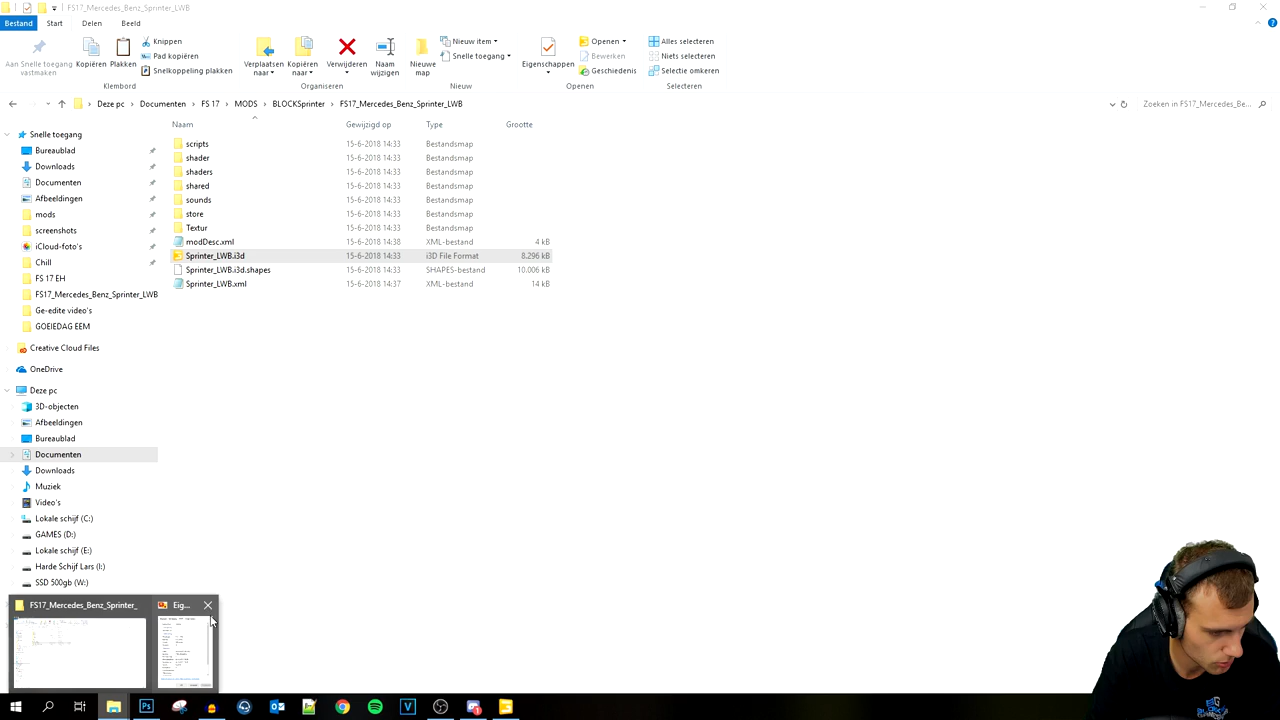 FS17_Mercedes_Benz_Sprinter_LWB
Bestand Start Delen Beeld
Aan Snelle toegang vastmaken
Kopiëren
Plakken
Knippen
Pad kopiëren
Snelkoppeling plakken
Klembord
Verplaatsen naar
Kopiëren naar
Verwijderen
Naam wijzigen
Organiseren
Nieuwe map
Nieuw item
Snelle toegang
Nieuw
Eigenschappen
Openen
Bewerken
Geschiedenis
Openen
Alles selecteren
Niets selecteren
Selectie omkeren
Selecteren
Deze pc Documenten FS 17 MODS BLOCKSprinter FS17_Mercedes_Benz_Sprinter_LWB
Zoeken in FS17_Mercedes_Be...
Naam Gewijzigd op Type Grootte
scripts 15-6-2018 14:33 Bestandsmap
shader 15-6-2018 14:33 Bestandsmap
shaders 15-6-2018 14:33 Bestandsmap
shared 15-6-2018 14:33 Bestandsmap
sounds 15-6-2018 14:33 Bestandsmap
store 15-6-2018 14:33 Bestandsmap
Textur 15-6-2018 14:33 Bestandsmap
modDesc.xml 15-6-2018 14:38 XML-bestand 4 kB
Sprinter_LWB.i3d 15-6-2018 14:33 i3D File Format 8.296 kB
Sprinter_LWB.i3d.shapes 15-6-2018 14:33 SHAPES-bestand 10.006 kB
Sprinter_LWB.xml 15-6-2018 14:37 XML-bestand 14 kB
Snelle toegang
Bureaublad
Downloads
Documenten
Afbeeldingen
mods
screenshots
iCloud-foto's
Chill
FS 17 EH
FS17_Mercedes_Benz_Sprinter_LWB
Ge-edite video's
GOEIEDAG EEM
Creative Cloud Files
OneDrive
Deze pc
3D-objecten
Afbeeldingen
Bureaublad
Documenten
Downloads
Muziek
Video's
Lokale schijf (C:)
GAMES (D:)
Lokale schijf (E:)
Harde Schijf Lars (I:)
SSD 500gb (W:)
FS17_Mercedes_Benz_Sprinter_
Eig...